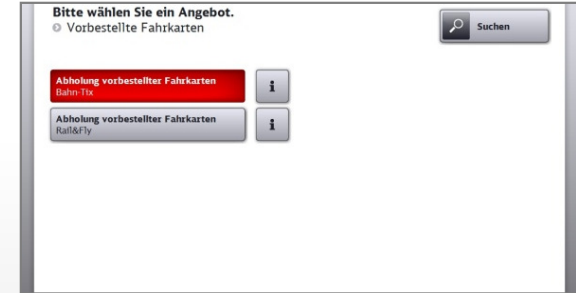 Bitte wählen Sie ein Angebot.
Vorbestellte Fahrkarten
Suchen
Abholung vorbestellter Fahrkarten
Bahn-Tix
i
Abholung vorbestellter Fahrkarten
Rail&Fly
i